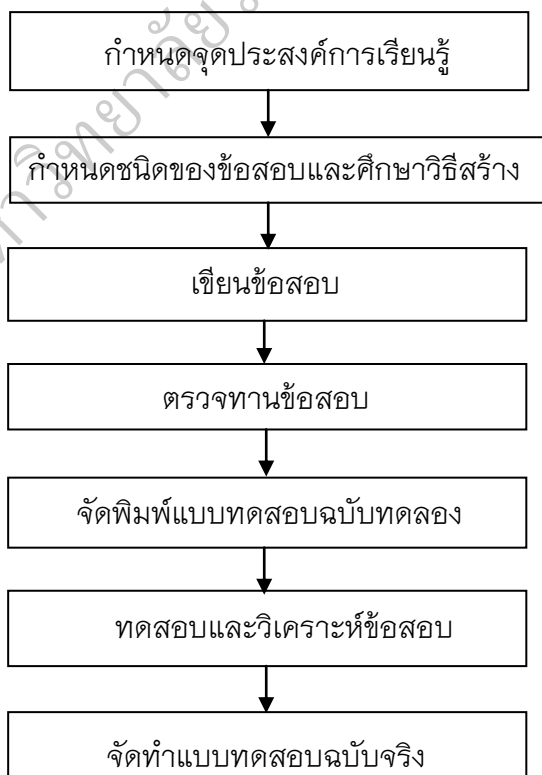 กำหนดจุดประสงค์การเรียนรู้
กำหนดชนิดของข้อสอบและศึกษาวิธีสร้าง
เขียนข้อสอบ
ตรวจทานข้อสอบ
จัดพิมพ์แบบทดสอบฉบับทดลอง
ทดสอบและวิเคราะห์ข้อสอบ
จัดทำแบบทดสอบฉบับจริง